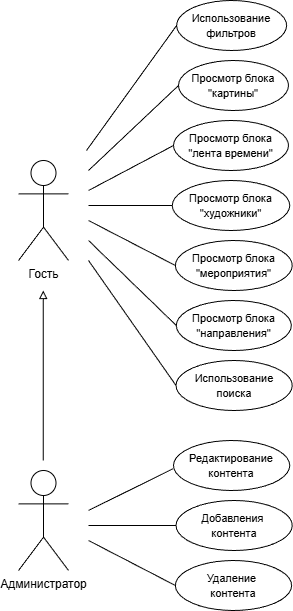 Использование
фильтров
Просмотр блока
"картины"
Просмотр блока
"лента времени"
Просмотр блока
"художники"
Гость
Просмотр блока
"мероприятия"
Просмотр блока
"направления"
Использование
поиска
Редактирование
контента
Добавления
контента
Администратор
Удаление
контента